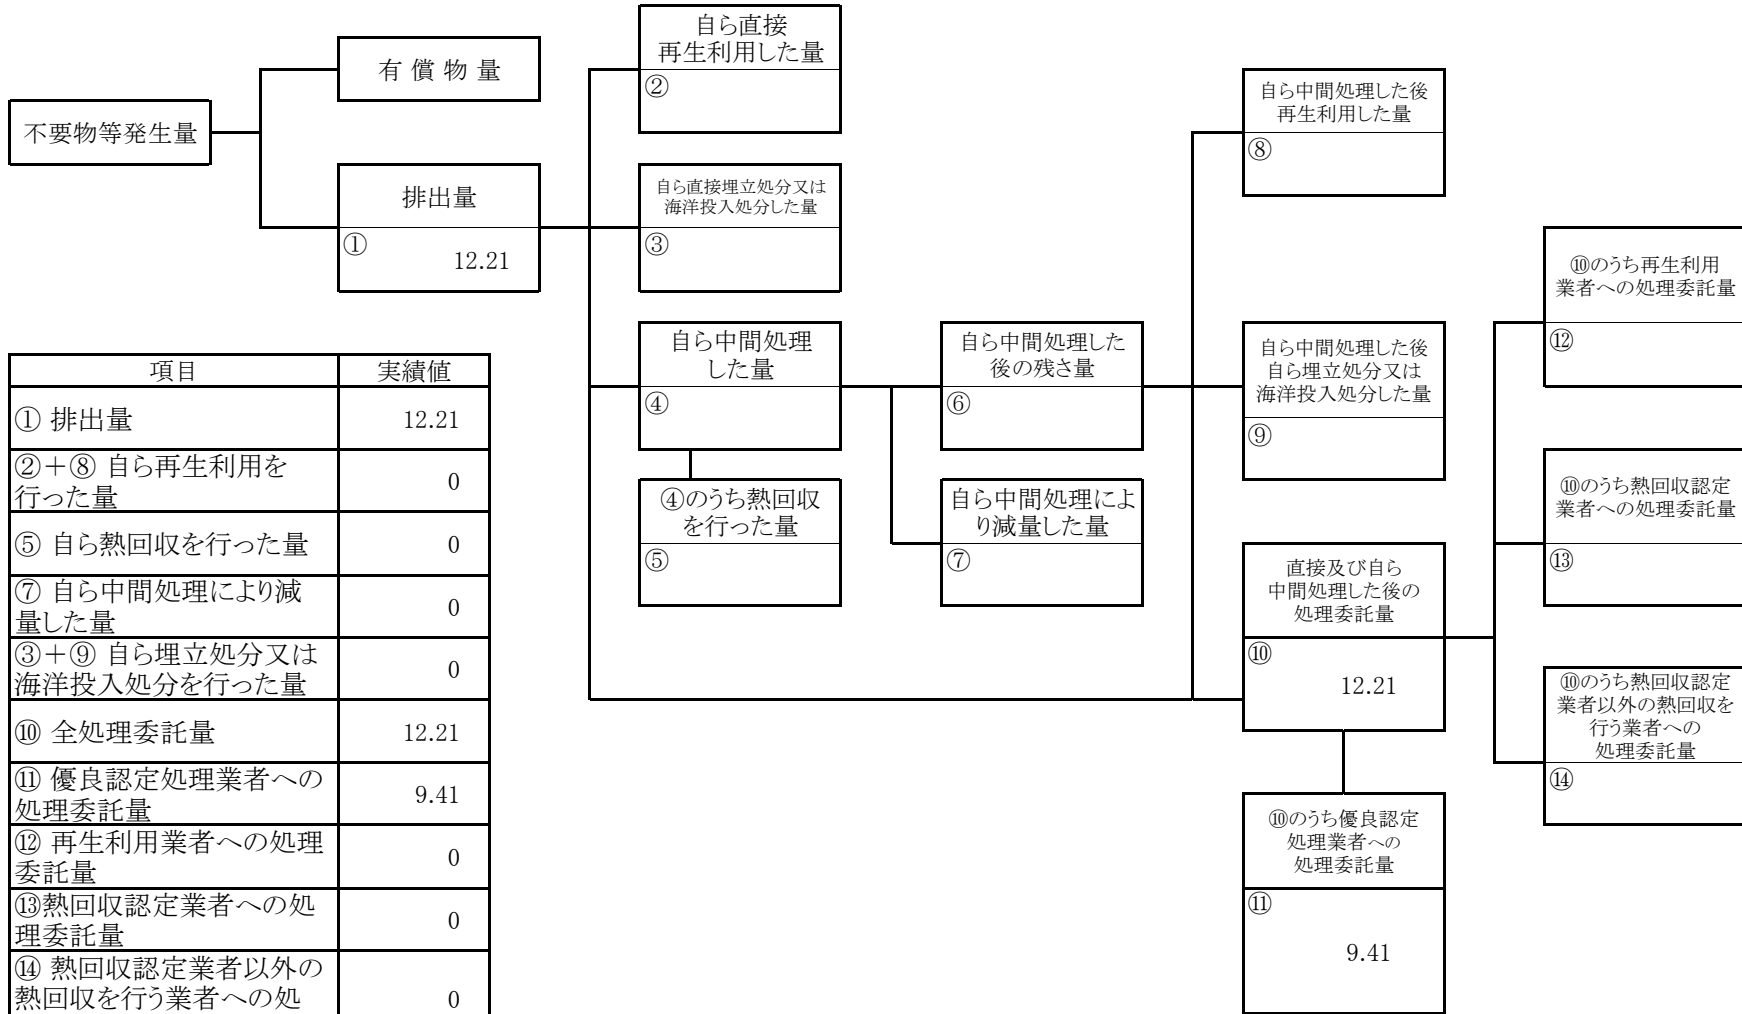 不要物等発生量
有 償 物 量
排出量
①
12.21
自ら直接
再生利用した量
②
自ら直接埋立処分又は
海洋投入処分した量
③
自ら中間処理
した量
④
④のうち熱回収
を行った量
⑤
自ら中間処理した
後の残さ量
⑥
自ら中間処理によ
り減量した量
⑦
自ら中間処理した後
再生利用した量
⑧
自ら中間処理した後
自ら埋立処分又は
海洋投入処分した量
⑨
直接及び自ら
中間処理した後の
処理委託量
⑩
12.21
⑩のうち優良認定
処理業者への
処理委託量
⑪
9.41
⑩のうち再生利用
業者への処理委託量
⑫
⑩のうち熱回収認定
業者への処理委託量
⑬
⑩のうち熱回収認定
業者以外の熱回収を
行う業者への
処理委託量
⑭
項目 実績値
① 排出量 12.21
②＋⑧ 自ら再生利用を
行った量 0
⑤ 自ら熱回収を行った量 0
⑦ 自ら中間処理により減
量した量 0
③＋⑨ 自ら埋立処分又は
海洋投入処分を行った量 0
⑩ 全処理委託量 12.21
⑪ 優良認定処理業者への
処理委託量 9.41
⑫ 再生利用業者への処理
委託量 0
⑬熱回収認定業者への処
理委託量 0
⑭ 熱回収認定業者以外の
熱回収を行う業者への処 0